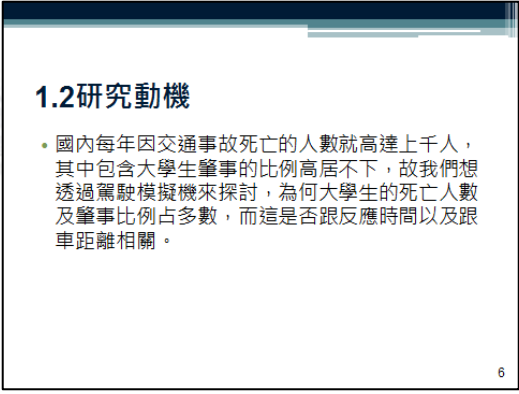 1.2研究動機
• 國內每年因交通事故死亡的人數就高達上千人，
其中包含大學生肇事的比例高居不下，故我們想
透過駕駛模擬機來探討，為何大學生的死亡人數
及肇事比例占多數，而這是否跟反應時間以及跟
車距離相關。
6